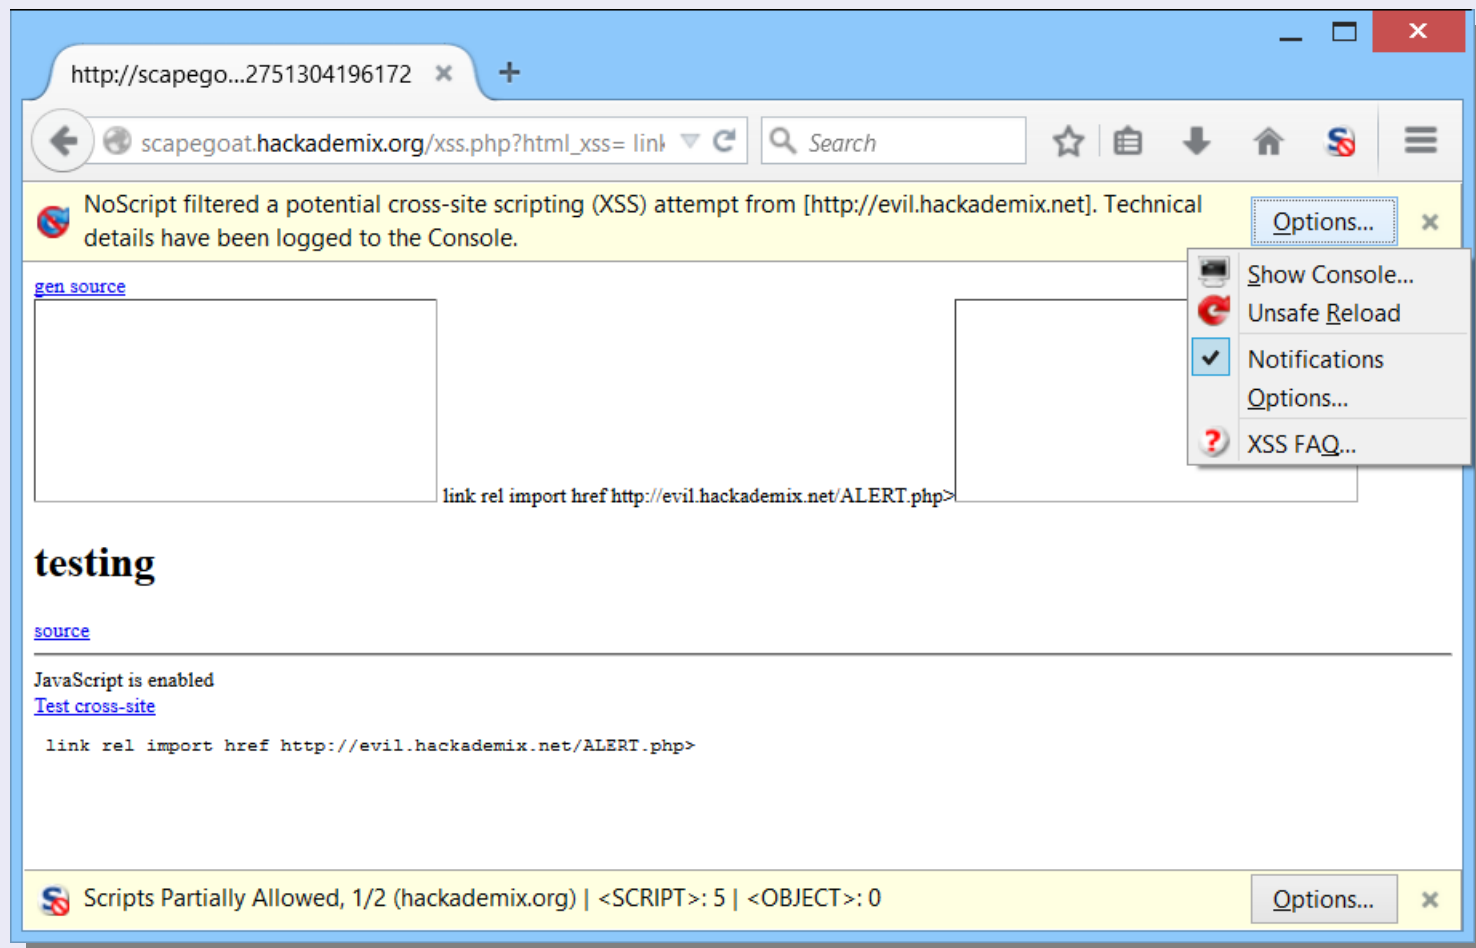 http://scapego...2751304196172
scapegoat.hackademix.org/xss.php?html_xss= link
Search
NoScript filtered a potential cross-site scripting (XSS) attempt from [http://evil.hackademix.net]. Technical
details have been logged to the Console.
Options...
Show Console...
Unsafe Reload
Notifications
Options...
XSS FAQ...
gen source
link rel import href http://evil.hackademix.net/ALERT.php>
testing
source
JavaScript is enabled
Test cross-site
link rel import href http://evil.hackademix.net/ALERT.php>
Scripts Partially Allowed, 1/2 (hackademix.org) | <SCRIPT>: 5 | <OBJECT>: 0
Options...